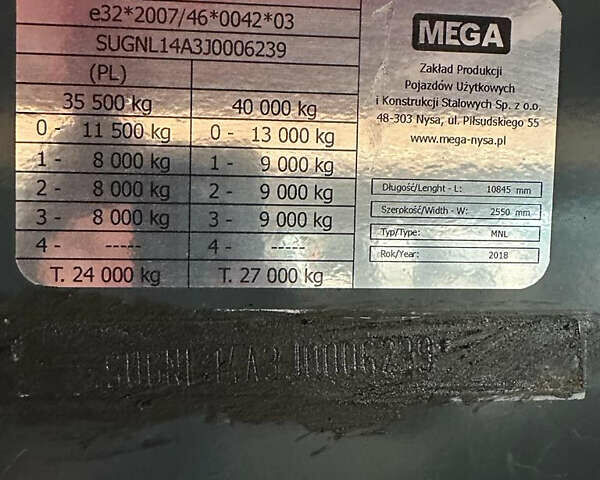 e32*2007/46*0042*03
SUGNL14A3J0006239
(PL)
35 500 kg 40 000 kg
0 - 11 500 kg 0 - 13 000 kg
1 - 8 000 kg 1 - 9 000 kg
2 - 8 000 kg 2 - 9 000 kg
3 - 8 000 kg 3 - 9 000 kg
4 - ----- 4 - -----
T. 24 000 kg T. 27 000 kg
MEGA
Zakład Produkcji
Pojazdów Użytkowych
i Konstrukcji Stalowych Sp. z o.o.
48-303 Nysa, ul. Piłsudskiego 55
www.mega-nysa.pl
Długość/Lenght - L: 10845 mm
Szerokość/Width - W: 2550 mm
Typ/Type: MNL
Rok/Year: 2018
SUGNL14A3J0006239